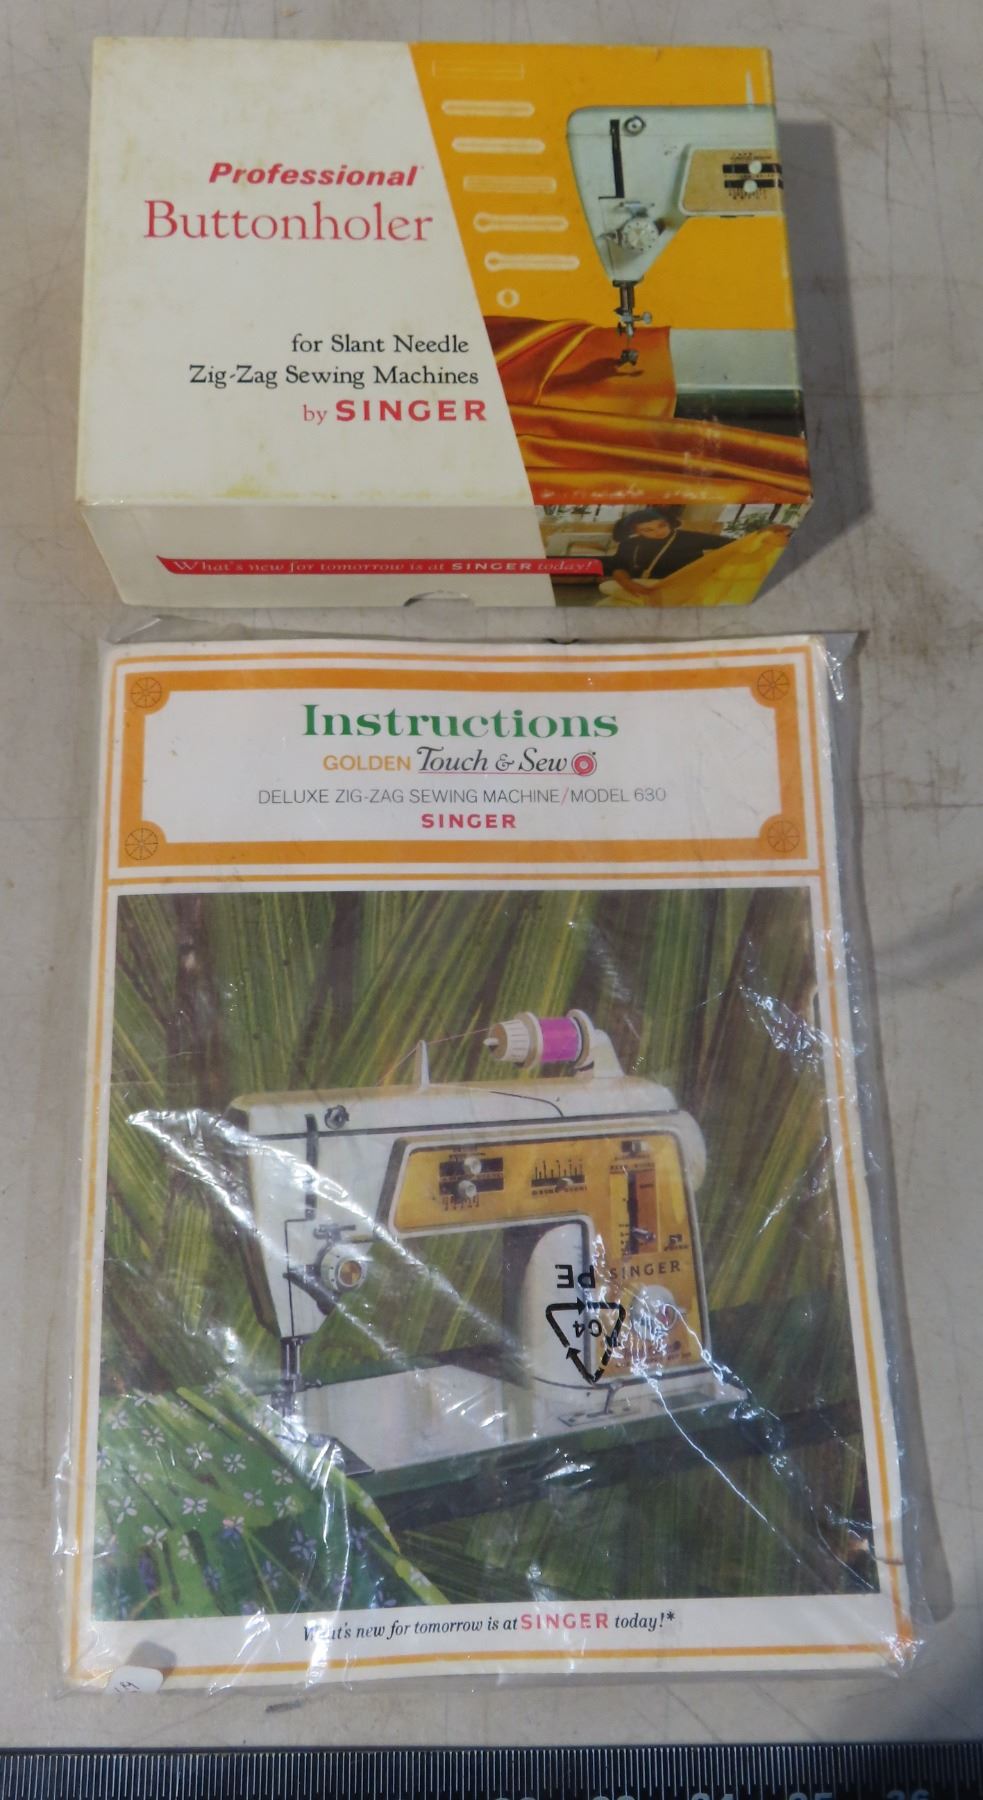 Professional
Buttonholer
for Slant Needle
Zig-Zag Sewing Machines
by SINGER
What's new for tomorrow is at SINGER today!
Instructions
GOLDEN Touch & Sew
DELUXE ZIG-ZAG SEWING MACHINE/MODEL 630
SINGER
SINGER
PE
04
What's new for tomorrow is at SINGER today!*